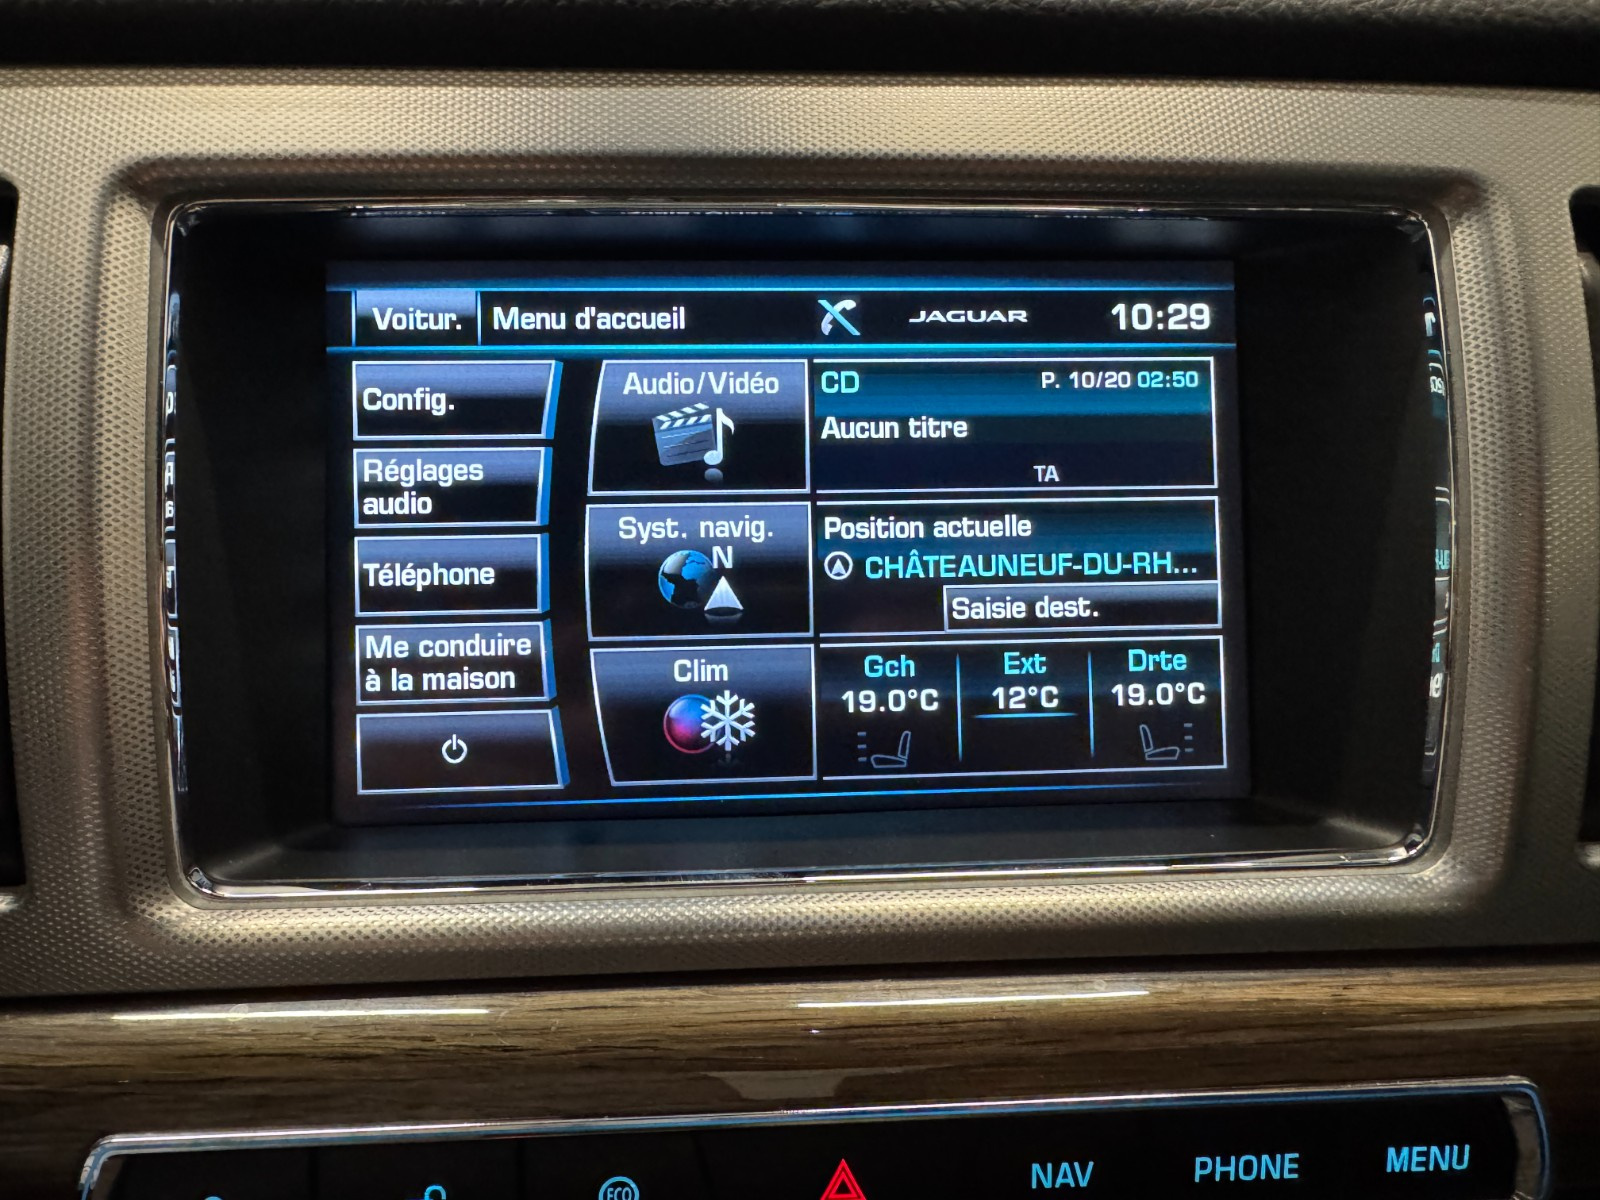 Voitur.
Menu d'accueil
JAGUAR
10:29
Config.
Réglages
audio
Téléphone
Me conduire
à la maison
Audio/Vidéo
Syst. navig.
N
Clim
CD
P. 10/20 02:50
Aucun titre
TA
Position actuelle
CHÂTEAUNEUF-DU-RH...
Saisie dest.
Gch
19.0°C
Ext
12°C
Drte
19.0°C
ECO
NAV
PHONE
MENU